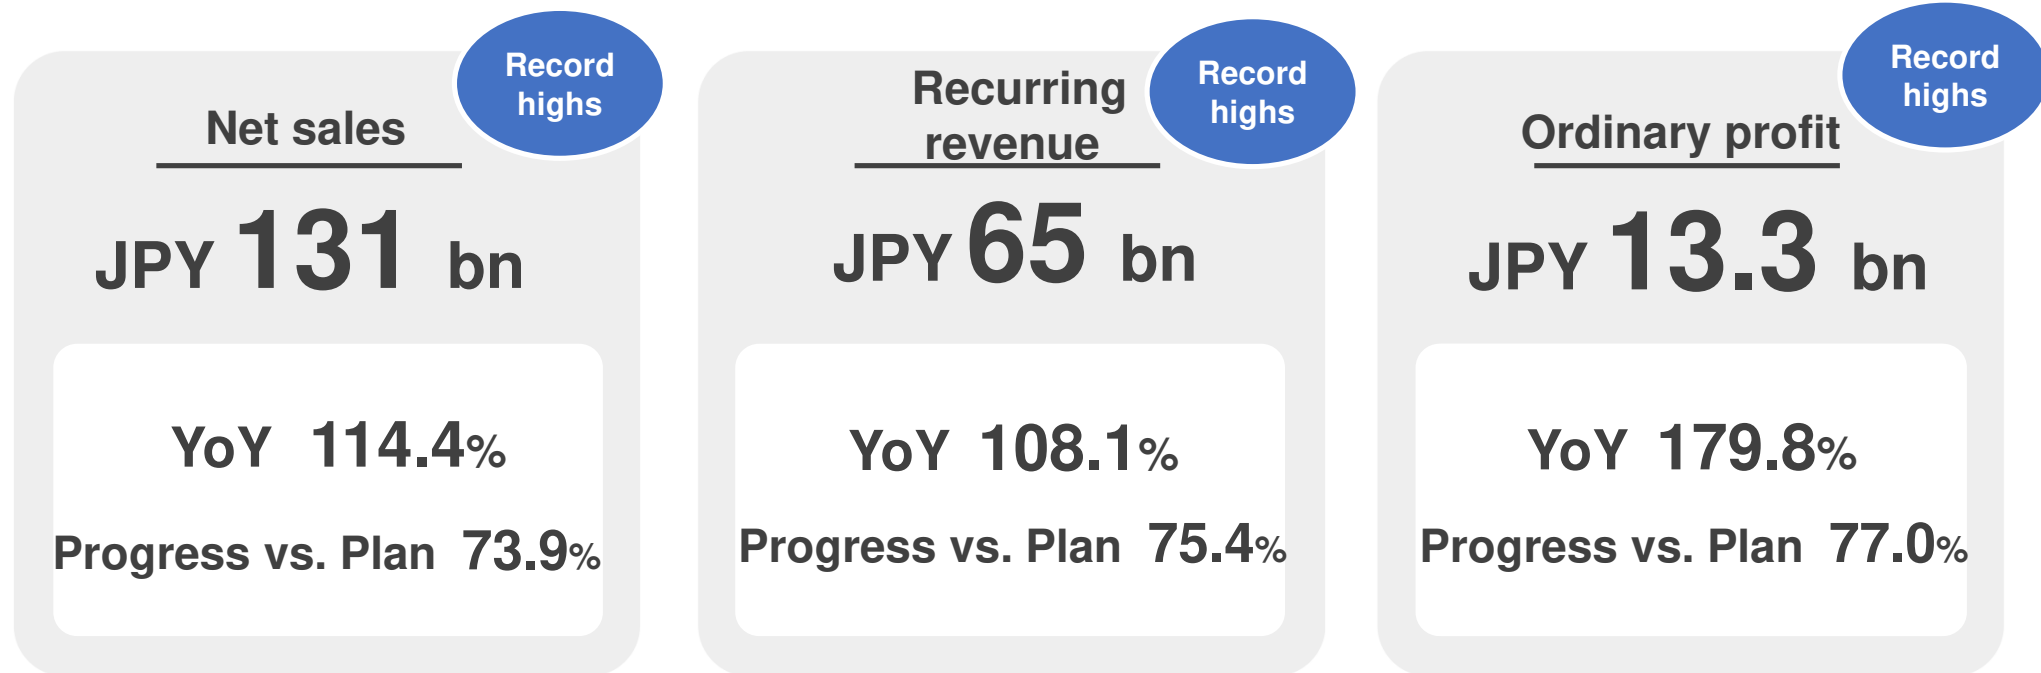 Record
highs
Net sales
JPY 131 bn
YoY 114.4%
Progress vs. Plan 73.9%
Record
highs
Recurring
revenue
JPY 65 bn
YoY 108.1%
Progress vs. Plan 75.4%
Record
highs
Ordinary profit
JPY 13.3 bn
YoY 179.8%
Progress vs. Plan 77.0%